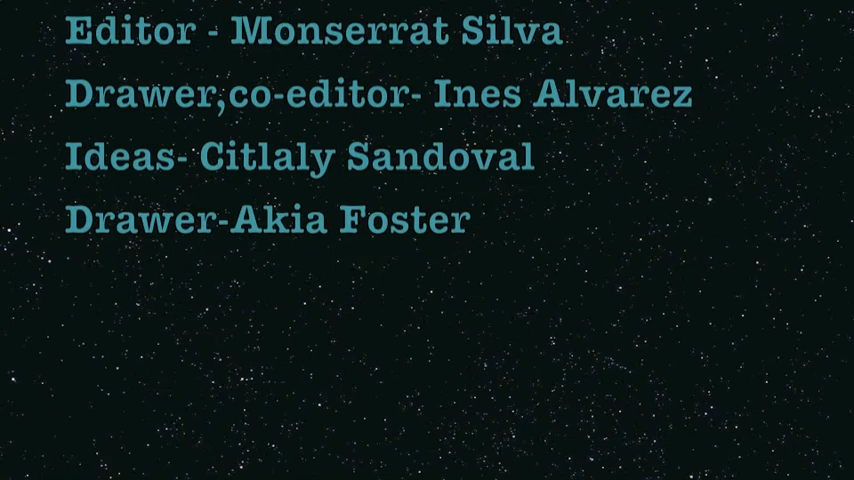 Editor - Monserrat Silva
Drawer,co-editor- Ines Alvarez
Ideas- Citlaly Sandoval
Drawer-Akia Foster